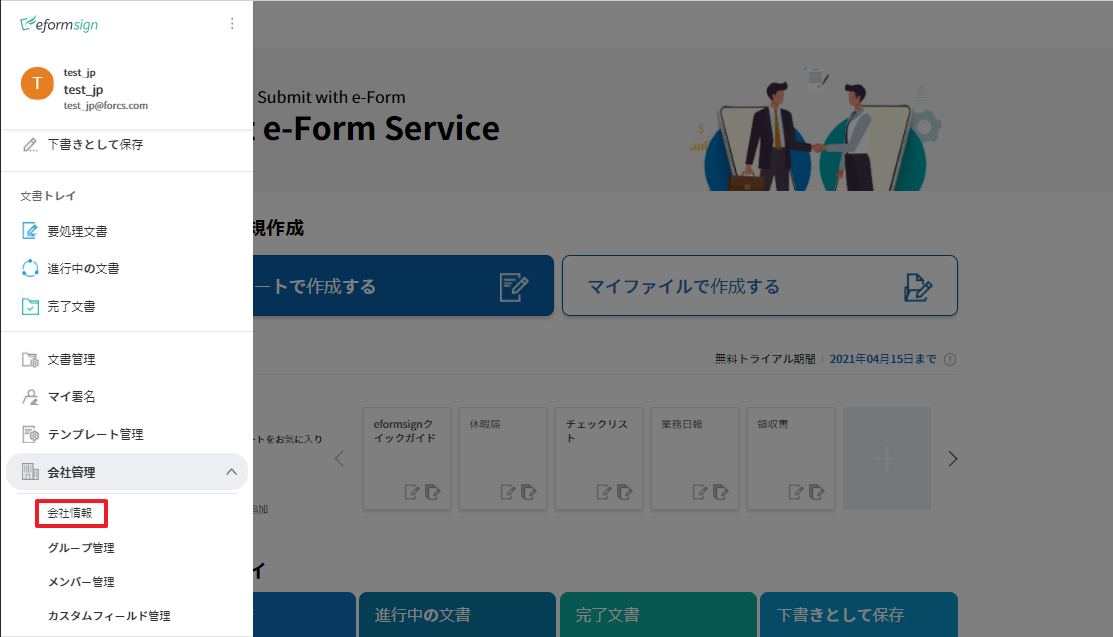 eformsign
T
test_jp
test_jp
test_jp@forcs.com
下書きとして保存
文書トレイ
要処理文書
進行中の文書
完了文書
文書管理
マイ署名
テンプレート管理
会社管理
会社情報
グループ管理
メンバー管理
カスタムフィールド管理
Submit with e-Form
e-Form Service
規作成
ートで作成する
マイファイルで作成する
無料トライアル期間 | 2021年04月15日まで
ートをお気に入り
追加
eformsignク
イックガイド
休暇届
チェックリス
ト
業務日報
領収書
イ
進行中の文書
完了文書
下書きとして保存